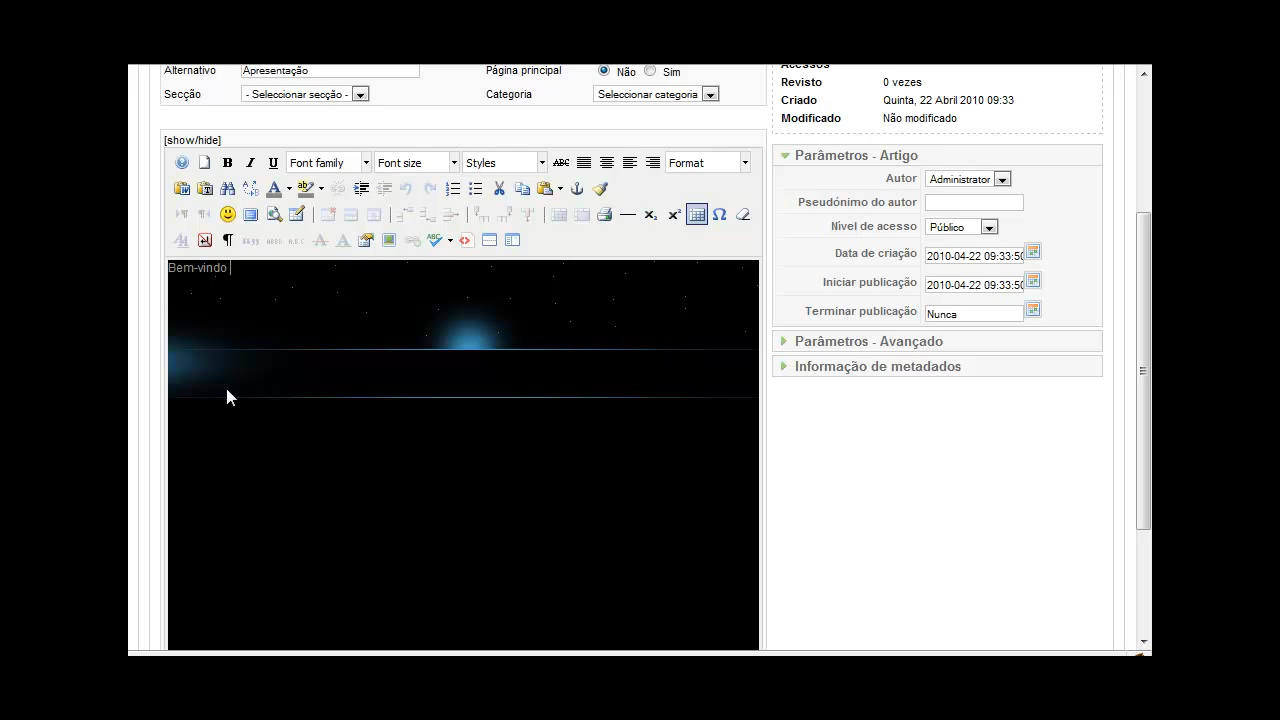 Alternativo Apresentação Página principal Não Sim
Secção - Seleccionar secção - Categoria Seleccionar categoria
[show/hide]
Font family Font size Styles ABC Format
Bem-vindo
Acessos
Revisto 0 vezes
Criado Quinta, 22 Abril 2010 09:33
Modificado Não modificado
Parâmetros - Artigo
Autor Administrator
Pseudónimo do autor
Nível de acesso Público
Data de criação 2010-04-22 09:33:50
Iniciar publicação 2010-04-22 09:33:50
Terminar publicação Nunca
Parâmetros - Avançado
Informação de metadados